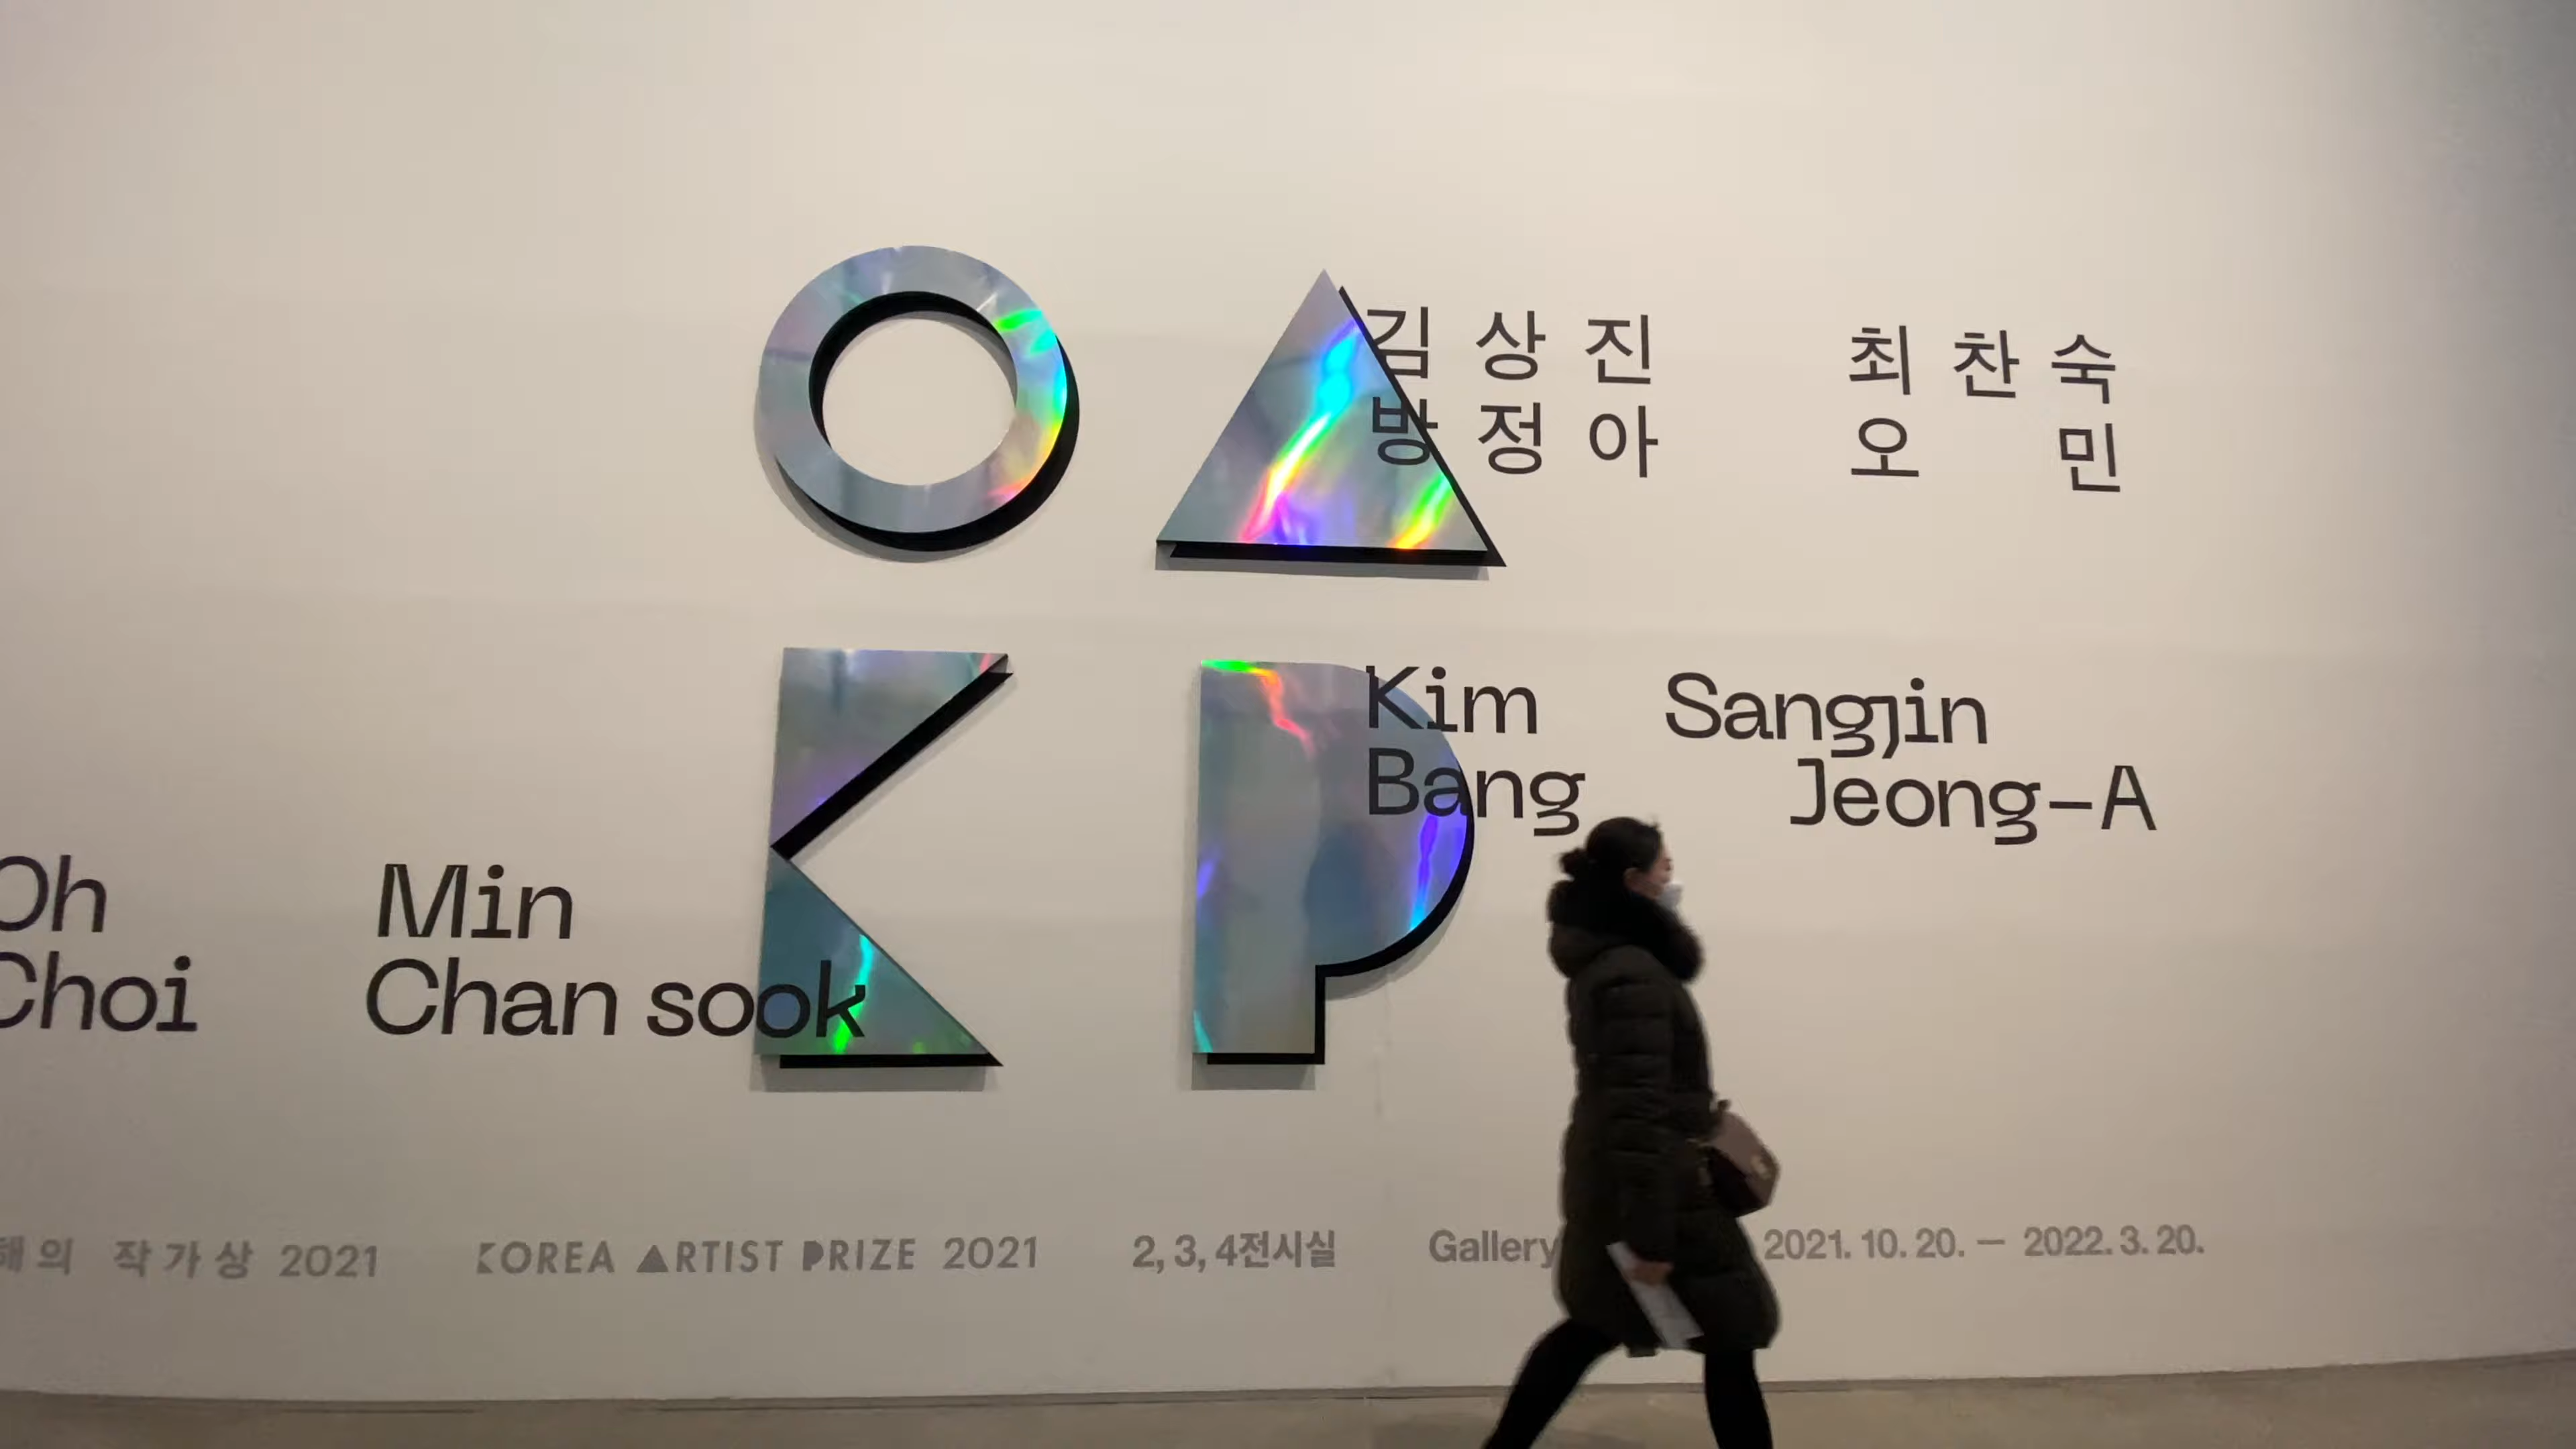 O A
김상진 최찬숙
방정아 오민
K P
Kim Sangjin
Bang Jeong-A
Oh Min
Choi Chan sook
해의 작가상 2021 KOREA ARTIST PRIZE 2021 2, 3, 4전시실 Gallery 2021. 10. 20. — 2022. 3. 20.